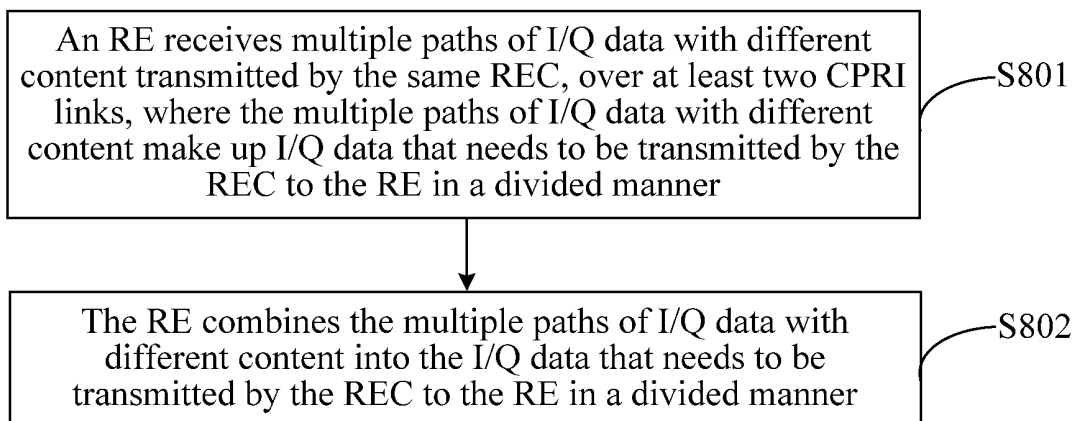 An RE receives multiple paths of I/Q data with different
content transmitted by the same REC, over at least two CPRI
links, where the multiple paths of I/Q data with different
content make up I/Q data that needs to be transmitted by the
REC to the RE in a divided manner
S801
The RE combines the multiple paths of I/Q data with
different content into the I/Q data that needs to be
transmitted by the REC to the RE in a divided manner
S802